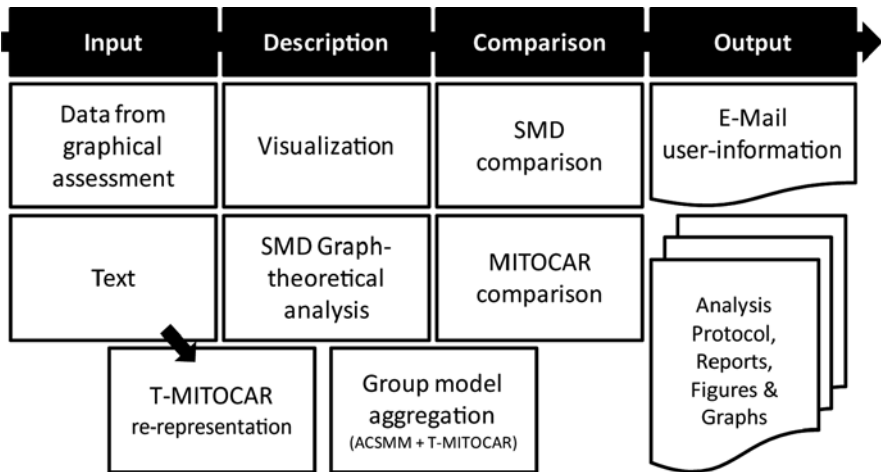 Input
Description
Comparison
Output
Data from
graphical
assessment
Visualization
SMD
comparison
E-Mail
user-information
Text
SMD Graph-
theoretical
analysis
MITOCAR
comparison
Analysis
Protocol,
Reports,
Figures &
Graphs
T-MITOCAR
re-representation
Group model
aggregation
(ACSMM + T-MITOCAR)